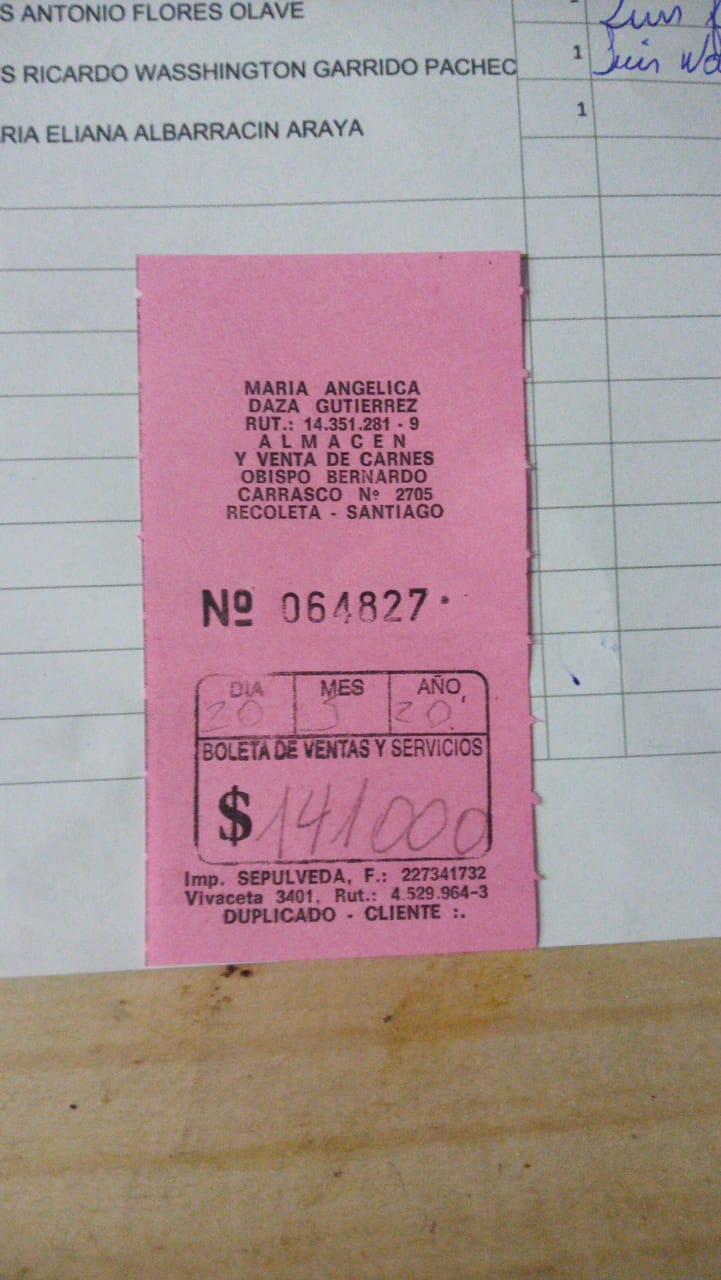 S ANTONIO FLORES OLAVE
S RICARDO WASSHINGTON GARRIDO PACHEC 1
RIA ELIANA ALBARRACIN ARAYA 1
MARIA ANGELICA
DAZA GUTIERREZ
RUT.: 14.351.281 - 9
ALMACEN
Y VENTA DE CARNES
OBISPO BERNARDO
CARRASCO Nº 2705
RECOLETA - SANTIAGO
Nº 064827
DIA MES AÑO
20 5 20
BOLETA DE VENTAS Y SERVICIOS
$ 141000
Imp. SEPULVEDA, F.: 227341732
Vivaceta 3401, Rut.: 4.529.964-3
DUPLICADO - CLIENTE :.